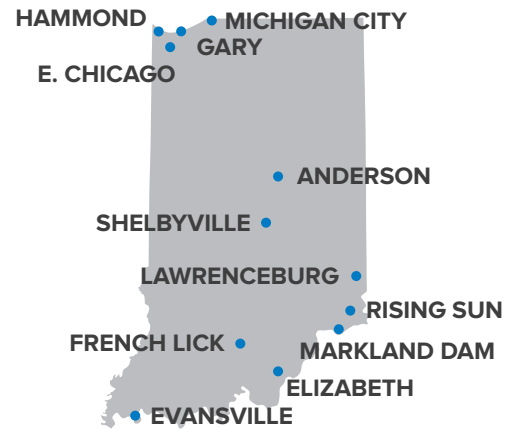 HAMMOND
MICHIGAN CITY
GARY
E. CHICAGO
ANDERSON
SHELBYVILLE
LAWRENCEBURG
RISING SUN
FRENCH LICK
MARKLAND DAM
ELIZABETH
EVANSVILLE